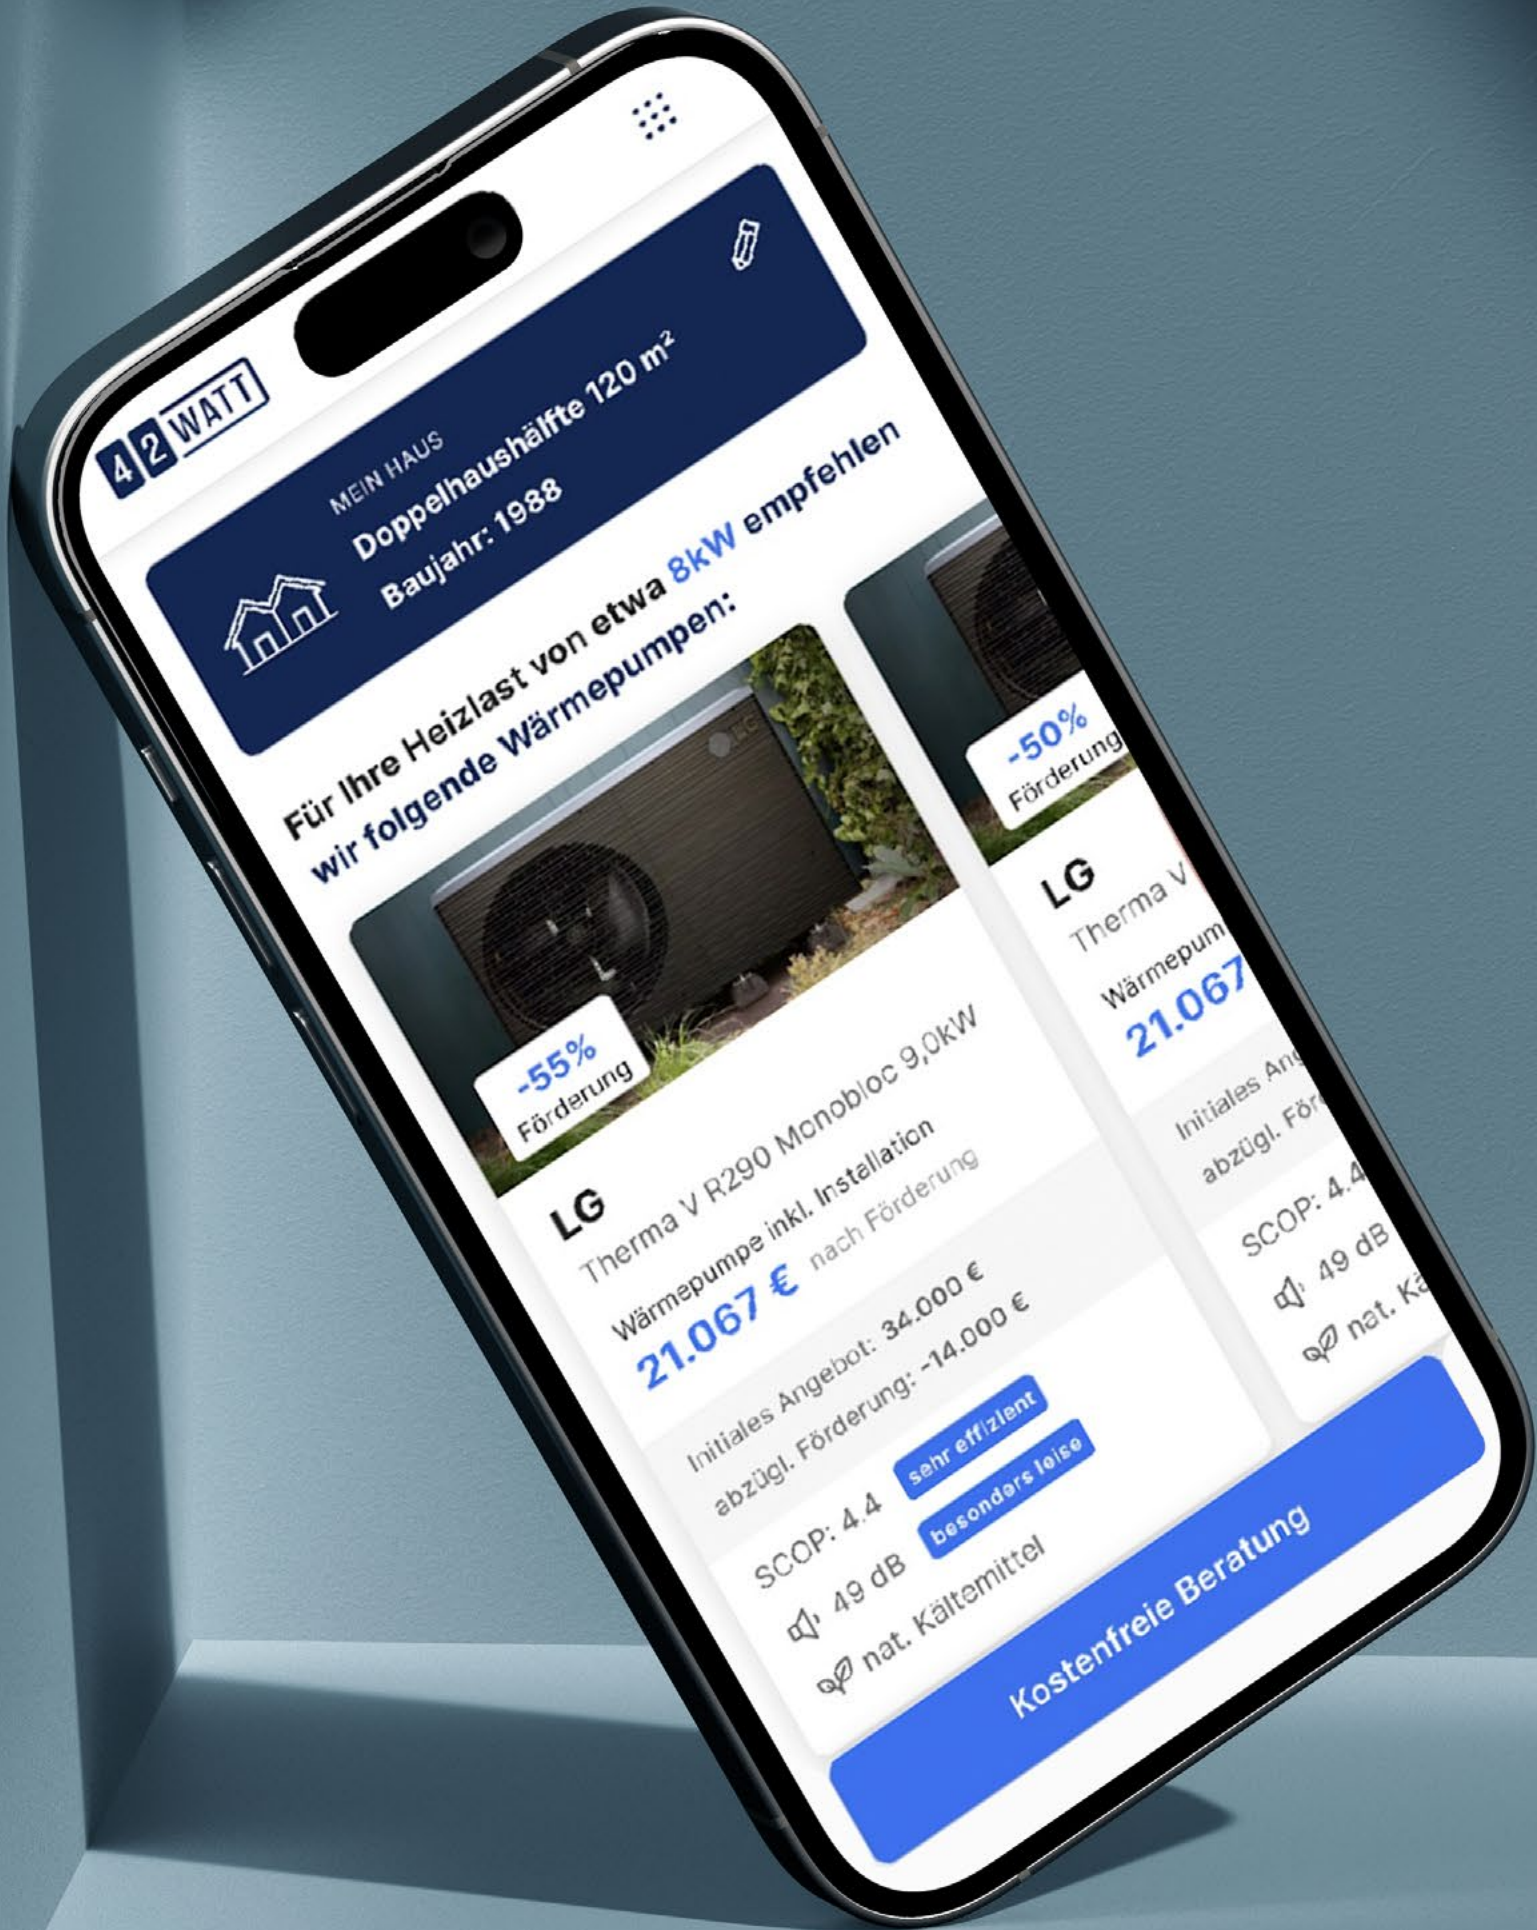 42WATT
MEIN HAUS
Doppelhaushälfte 120 m²
Baujahr: 1988
Für Ihre Heizlast von etwa 8kW empfehlen
wir folgende Wärmepumpen:
LG
-55%
Förderung
LG
Therma V R290 Monobloc 9,0kW
Wärmepumpe inkl. Installation
21.067 € nach Förderung
Initiales Angebot: 34.000 €
abzügl. Förderung: -14.000 €
SCOP: 4.4 sehr effizient
49 dB besonders leise
nat. Kältemittel
-50%
Förderung
LG
Therma V
Wärmepum
21.067
Initiales Ang
abzügl. För
SCOP: 4.4
49 dB
nat. Kä
Kostenfreie Beratung